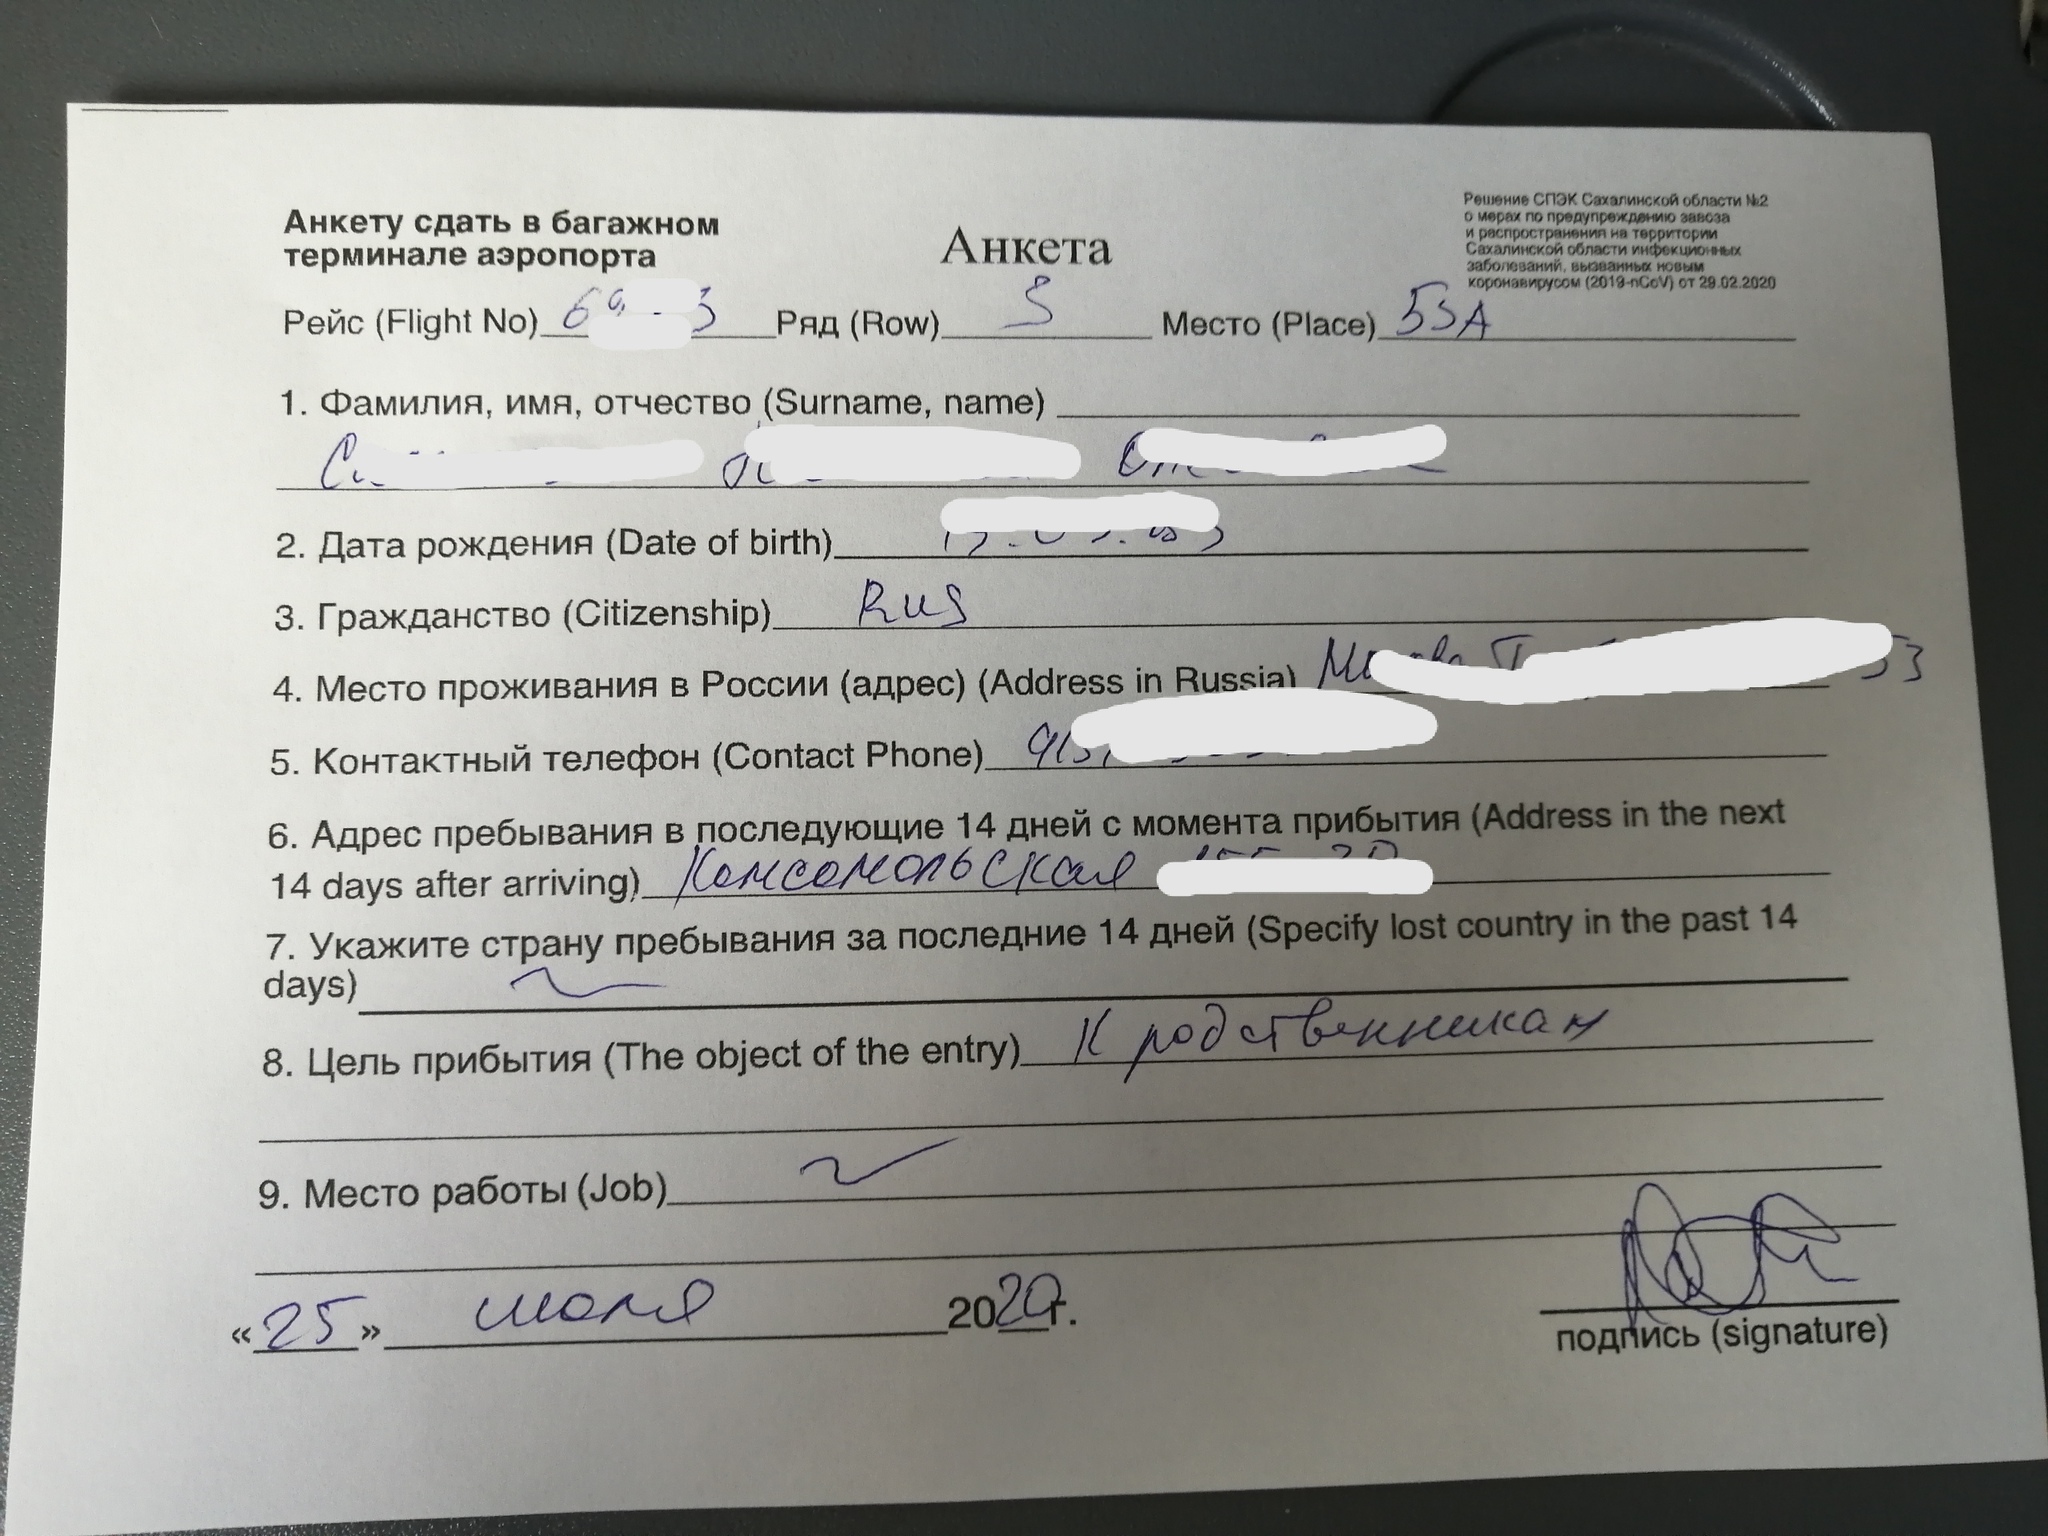 Анкету сдать в багажном
терминале аэропорта
Анкета
Решение СПЭК Сахалинской области №2
о мерах по предупреждению завоза
и распространения на территории
Сахалинской области инфекционных
заболеваний, вызванных новым
коронавирусом (2019-nCoV) от 29.02.2020
Рейс (Flight No) Ряд (Row) Место (Place) 53А
1. Фамилия, имя, отчество (Surname, name)
2. Дата рождения (Date of birth)
3. Гражданство (Citizenship) Rus
4. Место проживания в России (адрес) (Address in Russia) 53
5. Контактный телефон (Contact Phone)
6. Адрес пребывания в последующие 14 дней с момента прибытия (Address in the next
14 days after arriving) Комсомольская
7. Укажите страну пребывания за последние 14 дней (Specify lost country in the past 14
days)
8. Цель прибытия (The object of the entry) К родственникам
9. Место работы (Job)
«25» июля 2020г.
подпись (signature)